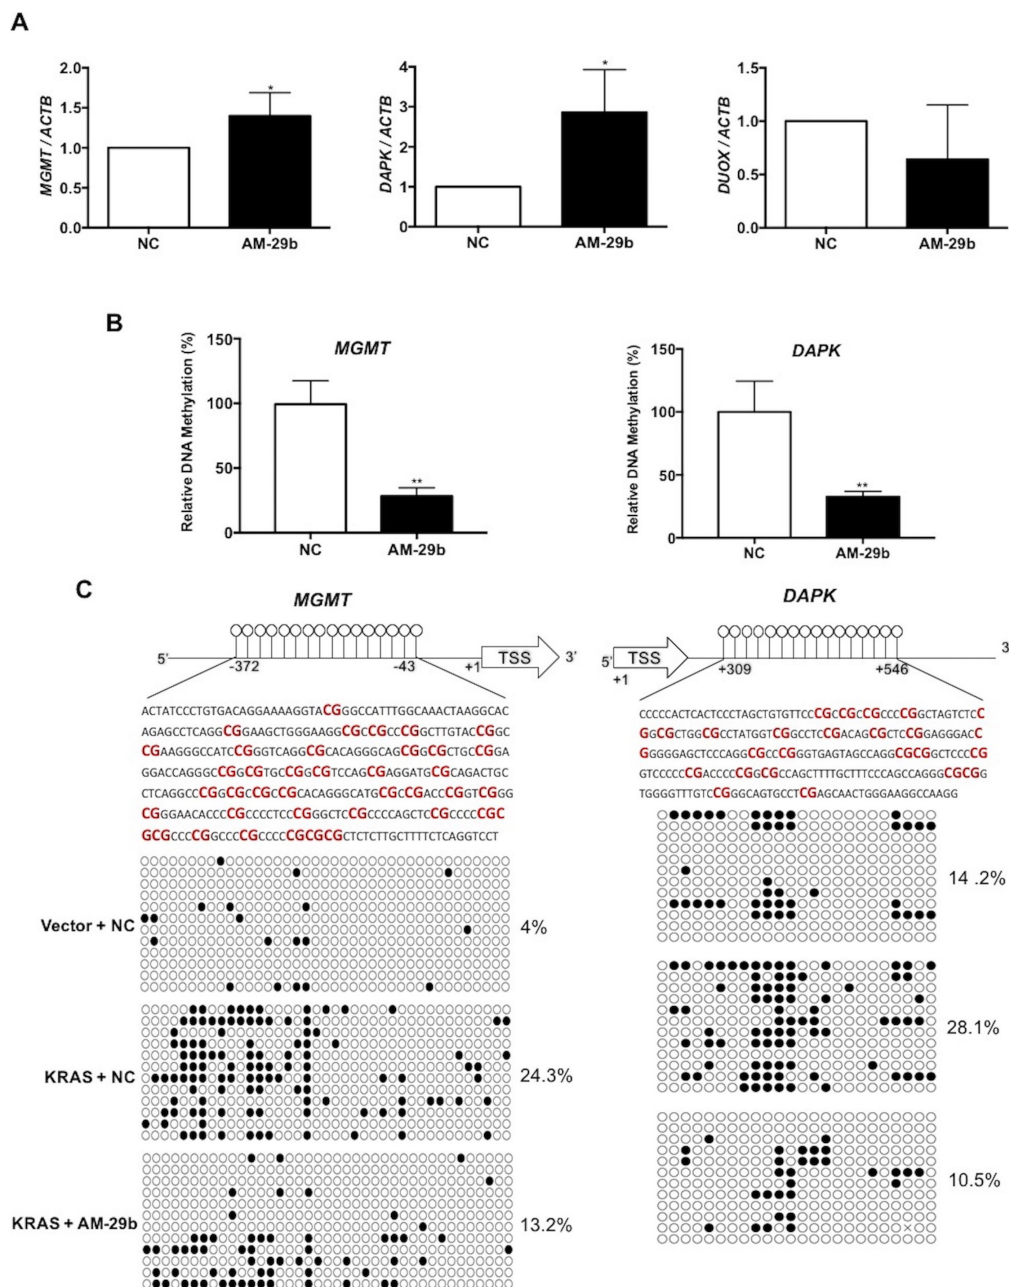 A
2.0
1.5
1.0
0.5
0.0
MGMT / ACTB
*
NC
AM-29b
4
3
2
1
0
DAPK / ACTB
*
NC
AM-29b
1.5
1.0
0.5
0.0
DUOX / ACTB
NC
AM-29b
B
MGMT
150
100
50
0
Relative DNA Methylation (%)
**
NC
AM-29b
DAPK
150
100
50
0
Relative DNA Methylation (%)
**
NC
AM-29b
C
MGMT
5'
-372
-43
+1
TSS
3'
ACTATCCCTGTGACAGGAAAAGGTACGGGCCATTTGGCAAACTAAGGCAC
AGAGCCTCAGGCGGAAGCTGGGAAGGCGCCGCCCGGCTTGTACCGGC
CGAAGGGCCATCCGGGTCAGGCGCACAGGGCAGCGGCGCTGCCGGA
GGACCAGGGCCGGCGTGCCGGCGTCCAGCGAGGATGCGCAGACTGC
CTCAGGCCCGGCGCCGCCGCACAGGGCATGCGCCGACCCGGTCGGG
CGGGAACACCCCGCCCCTCCCGGGCTCCGCCCCAGCTCCGCCCCCGC
GCGCCCCGGCCCCGCCCCCGCGCGCTCTCTTGCTTTTCTCAGGTCCT
DAPK
5'
TSS
+1
+309
+546
3
CCCCCACTCACTCCCTAGCTGTGTTCCCGCCGCCGCCCCGGCTAGTCTCC
GGCGCTGGCGCCTATGGTCGGCCTCCGACAGCGCTCCGGAGGGACC
GGGGGGAGCTCCCAGGCGCCCGGGTGAGTAGCCAGGCGCGGCTCCCCG
GTCCCCCCGACCCCCGGCGCCAGCTTTTGCTTTCCCAGCCAGGGCGCGG
TGGGGTTTGTCCCGGGCAGTGCCTCGAGCAACTGGGAAGGCCAAGG
Vector + NC
4%
14 .2%
KRAS + NC
24.3%
28.1%
KRAS + AM-29b
13.2%
x
10.5%